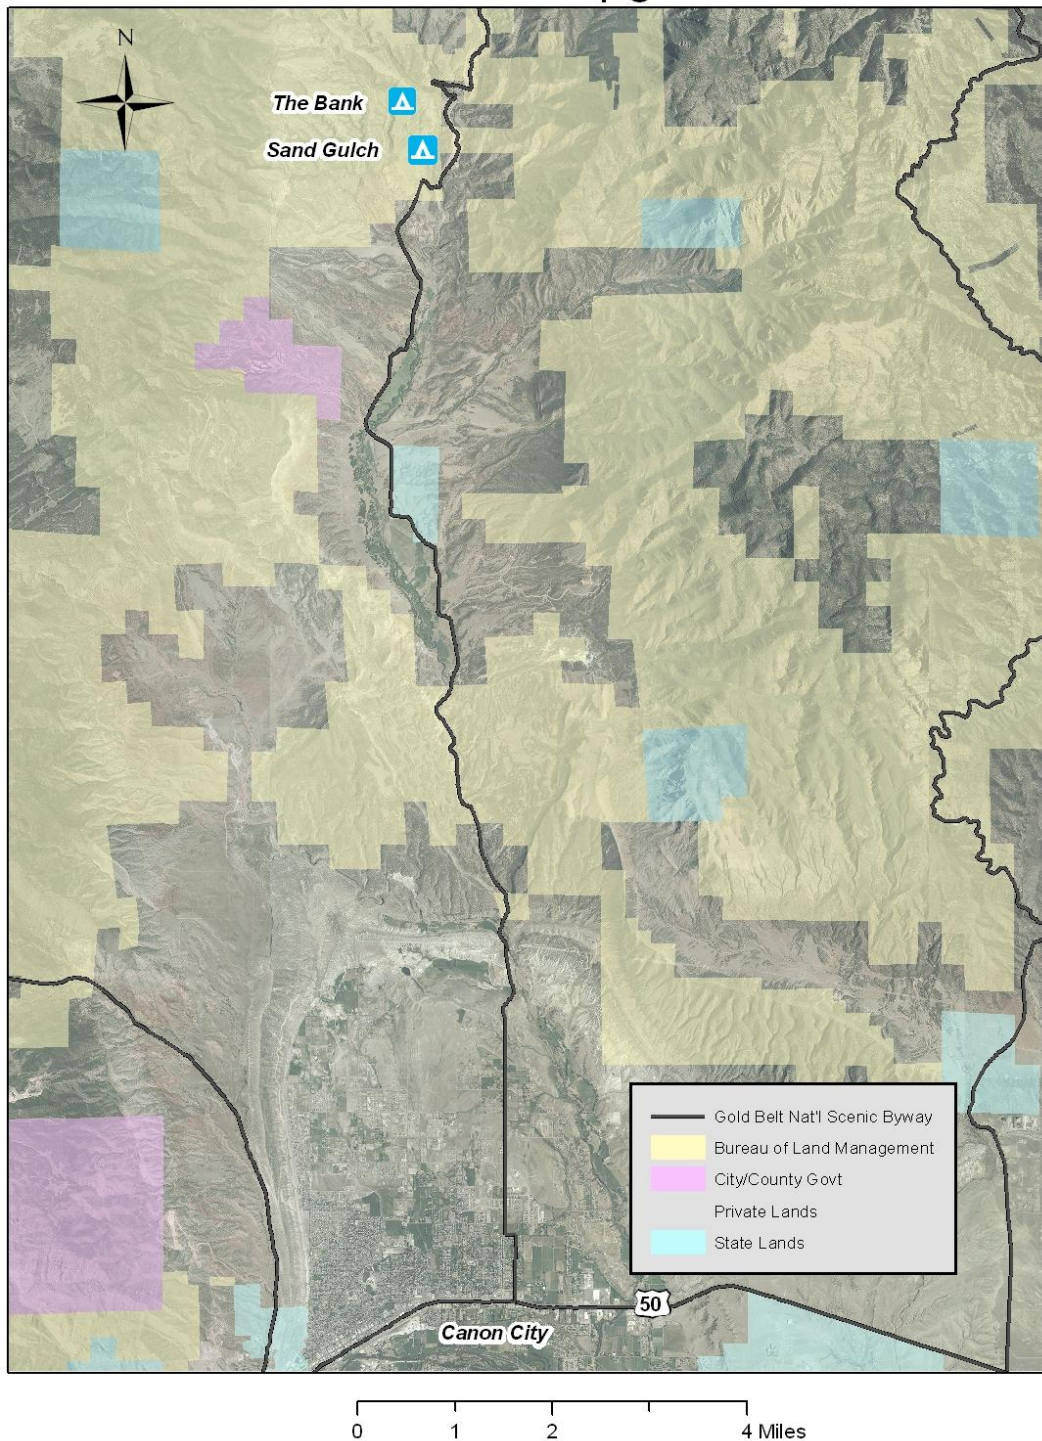 N
The Bank
Sand Gulch
Gold Belt Nat'l Scenic Byway
Bureau of Land Management
City/County Govt
Private Lands
State Lands
50
Canon City
0 1 2 4 Miles